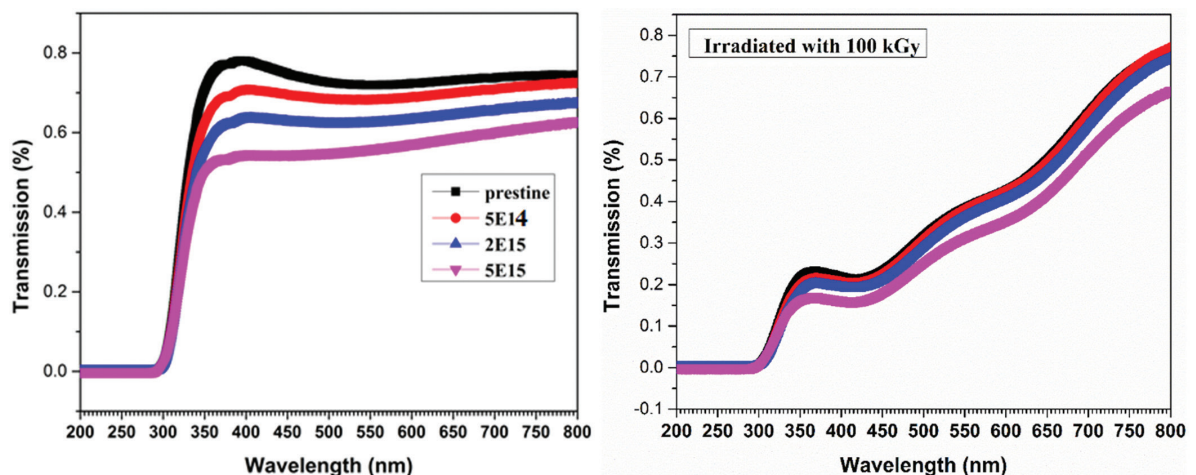 0.8
0.6
0.4
0.2
0.0
Transmission (%)
prestine
5E14
2E15
5E15
200 250 300 350 400 450 500 550 600 650 700 750 800
Wavelength (nm)
Irradiated with 100 kGy
0.8
0.7
0.6
0.5
0.4
0.3
0.2
0.1
0.0
-0.1
Transmission (%)
200 250 300 350 400 450 500 550 600 650 700 750 800
Wavelength (nm)